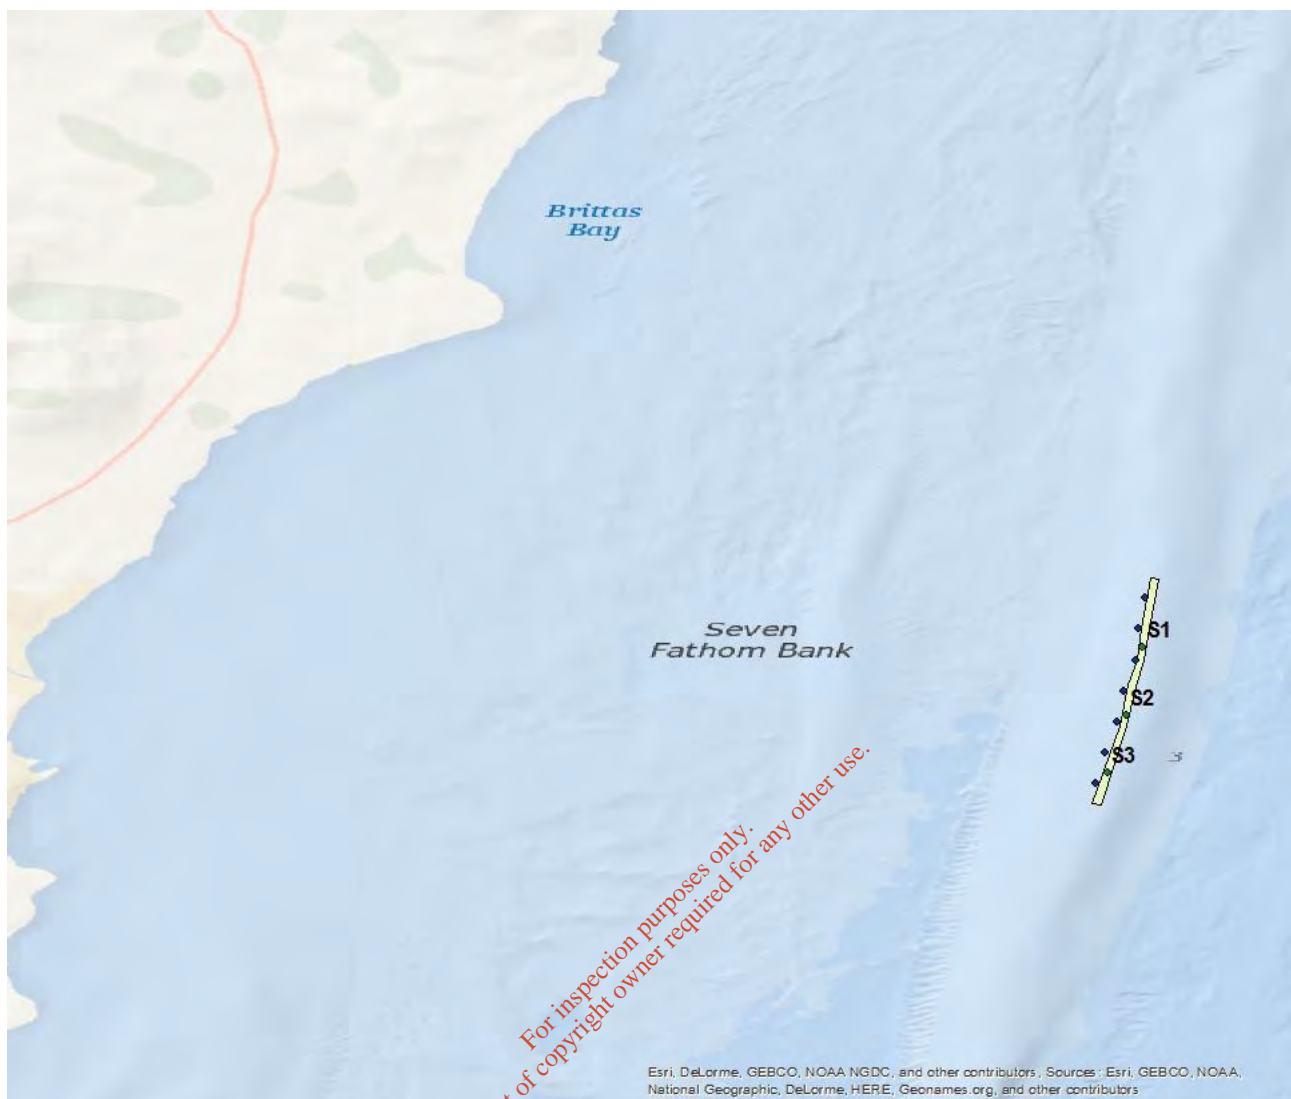 Brittas
Bay
Seven
Fathom Bank
S1
S2
S3
3
For inspection purposes only.
t of copyright owner required for any other use.
Esri, DeLorme, GEBCO, NOAA NGDC, and other contributors, Sources: Esri, GEBCO, NOAA,
National Geographic, DeLorme, HERE, Geonames.org, and other contributors